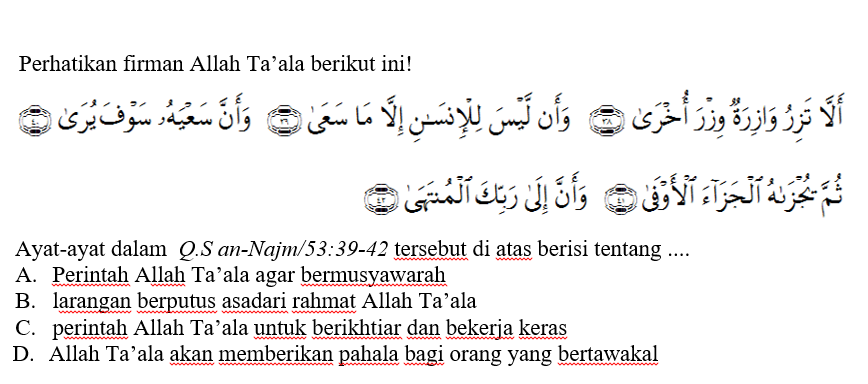 Perhatikan firman Allah Ta’ala berikut ini!
أَلَّا تَزِرُ وَازِرَةٌ وِزْرَ أُخْرَىٰ ﴿٣٨﴾ وَأَن لَّيْسَ لِلْإِنسَـٰنِ إِلَّا مَا سَعَىٰ ﴿٣٩﴾ وَأَنَّ سَعْيَهُۥ سَوْفَ يُرَىٰ ﴿٤٠﴾
ثُمَّ تُجْزَىٰهُ ٱلْجَزَآءَ ٱلْأَوْفَىٰ ﴿٤١﴾ وَأَنَّ إِلَىٰ رَبِّكَ ٱلْمُنتَهَىٰ ﴿٤٢﴾
Ayat-ayat dalam Q.S an-Najm/53:39-42 tersebut di atas berisi tentang ....
A. Perintah Allah Ta’ala agar bermusyawarah
B. larangan berputus asadari rahmat Allah Ta’ala
C. perintah Allah Ta’ala untuk berikhtiar dan bekerja keras
D. Allah Ta’ala akan memberikan pahala bagi orang yang bertawakal